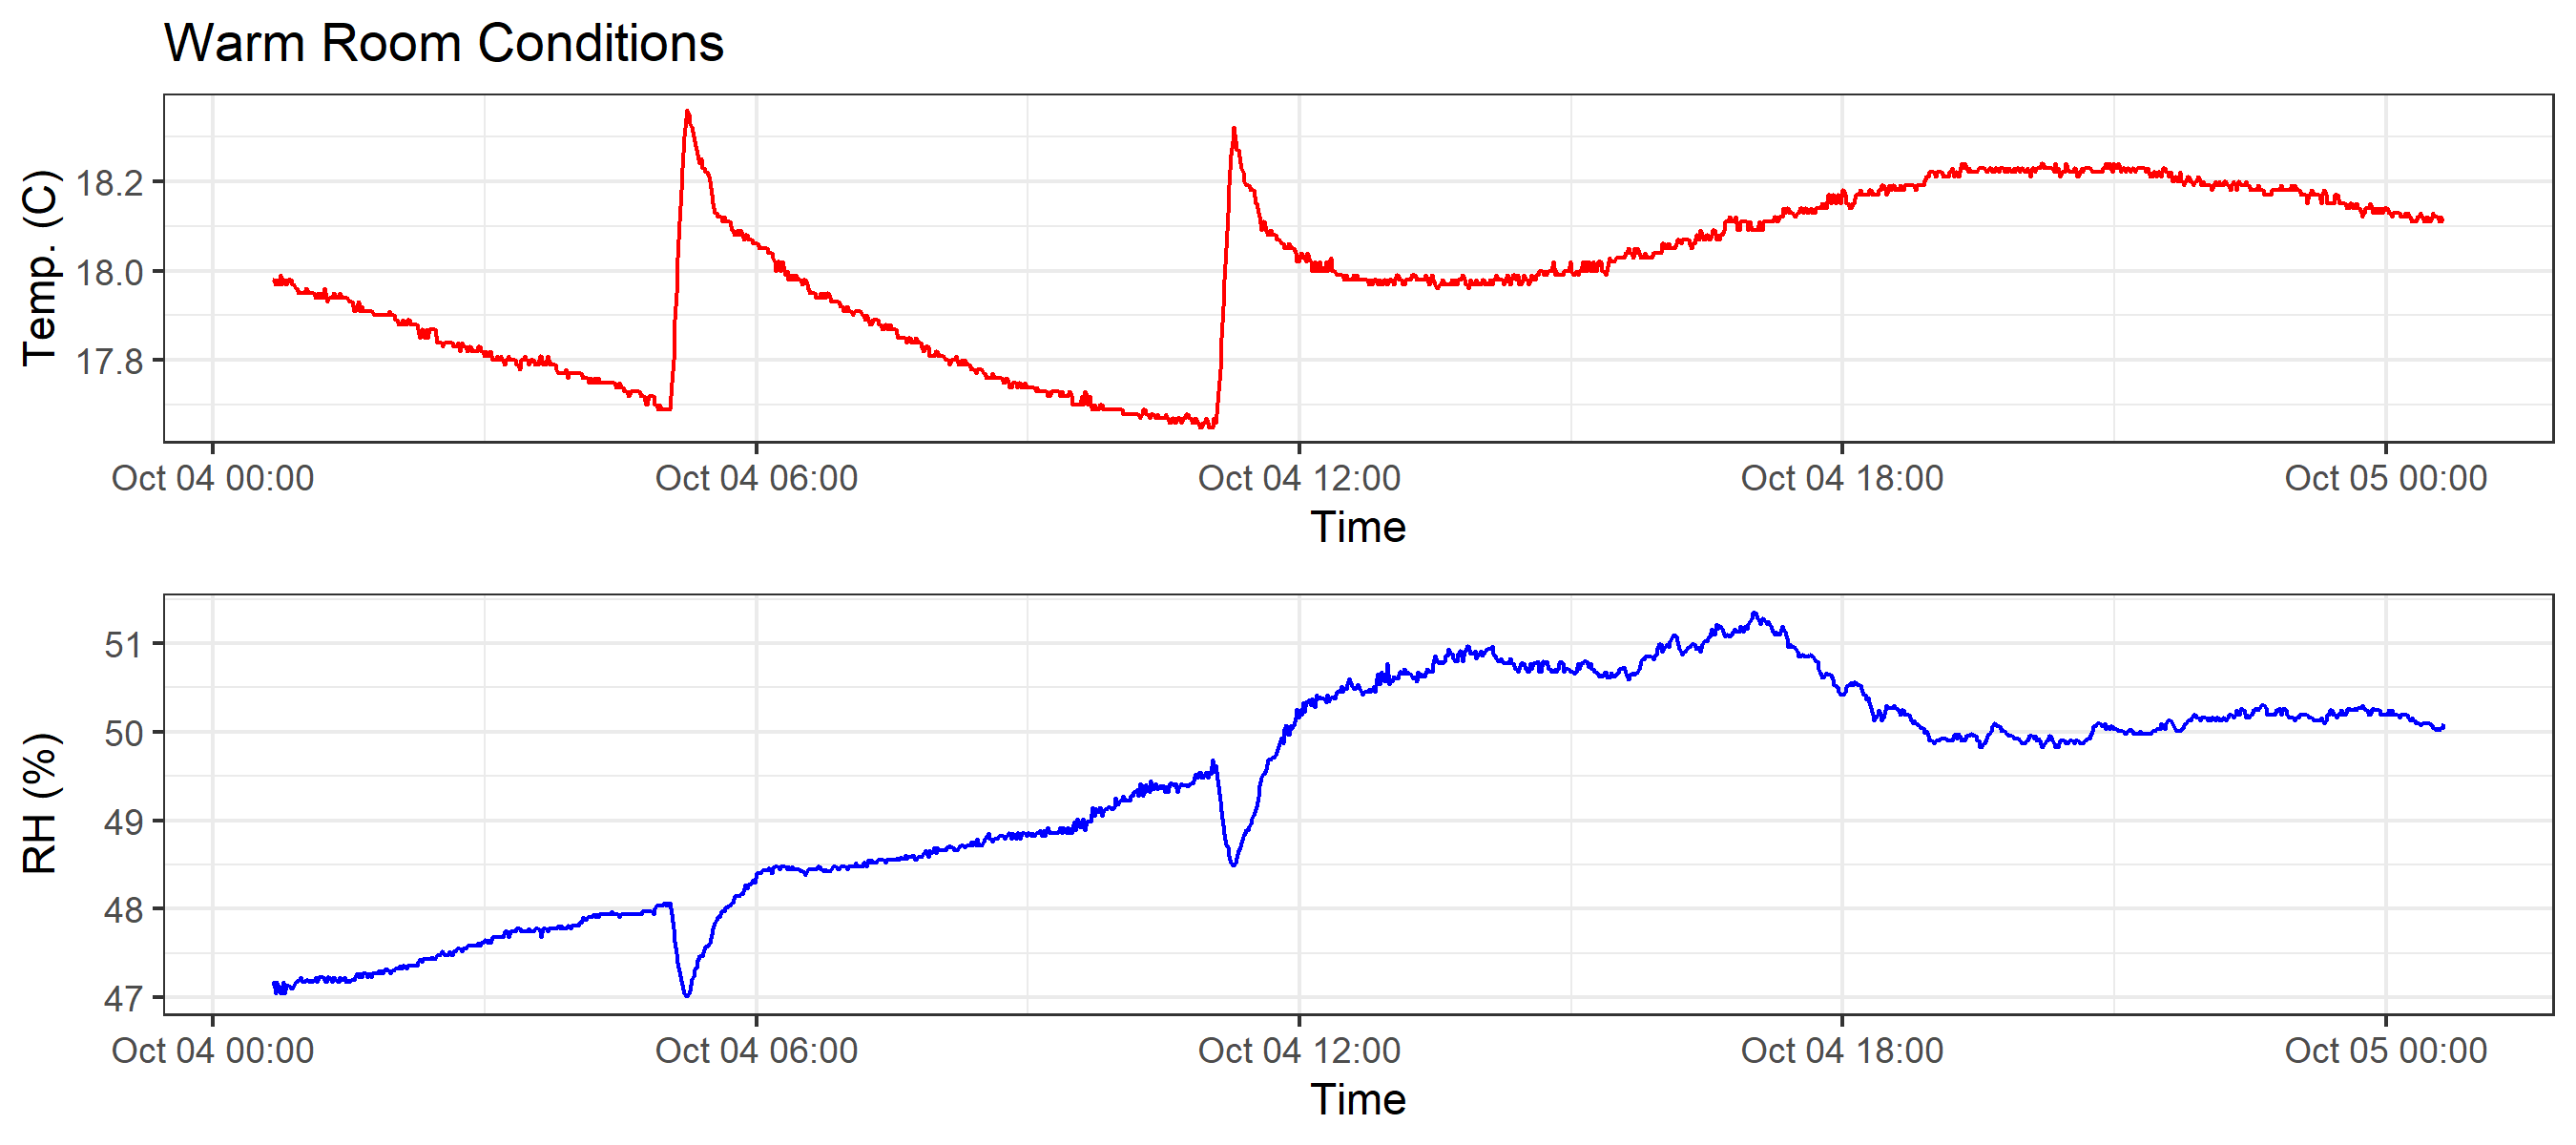 Warm Room Conditions
Temp. (C)
18.2
18.0
17.8
Oct 04 00:00 Oct 04 06:00 Oct 04 12:00 Oct 04 18:00 Oct 05 00:00
Time
RH (%)
51
50
49
48
47
Oct 04 00:00 Oct 04 06:00 Oct 04 12:00 Oct 04 18:00 Oct 05 00:00
Time